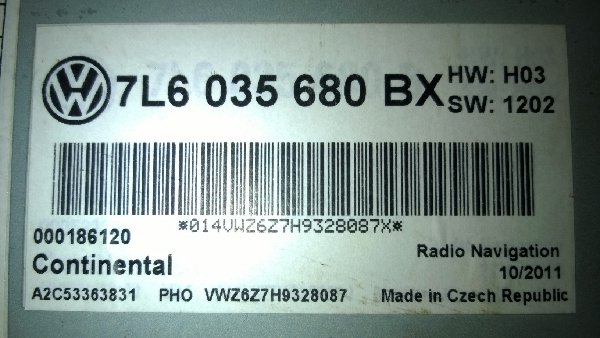 7L6 035 680 BX HW: H03
SW: 1202
*014VWZ6Z7H9328087X*
000186120
Continental
Radio Navigation
10/2011
A2C53363831 PHO VWZ6Z7H9328087 Made in Czech Republic